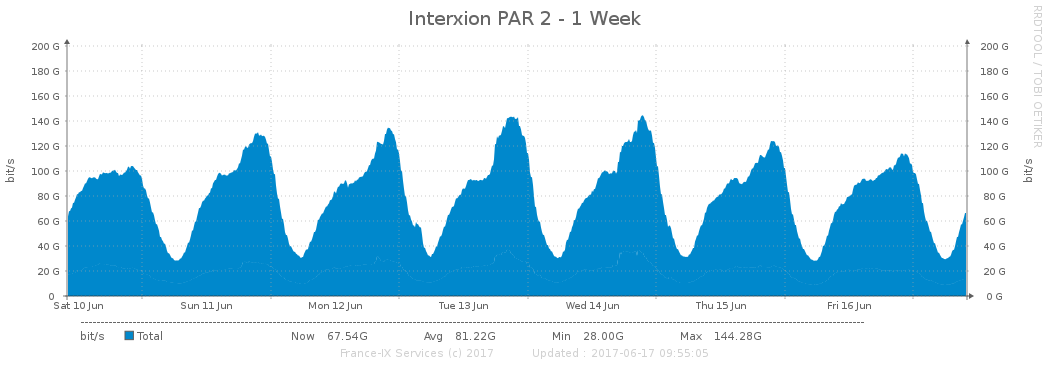 Interxion PAR 2 - 1 Week
RRDTOOL / TOBI OETIKER
200 G 200 G
180 G 180 G
160 G 160 G
140 G 140 G
120 G 120 G
100 G 100 G
80 G 80 G
60 G 60 G
40 G 40 G
20 G 20 G
0 0 G
bit/s
bit/s
Sat 10 Jun Sun 11 Jun Mon 12 Jun Tue 13 Jun Wed 14 Jun Thu 15 Jun Fri 16 Jun
bit/s Total Now 67.54G Avg 81.22G Min 28.00G Max 144.28G
France-IX Services (c) 2017 Updated : 2017-06-17 09:55:05